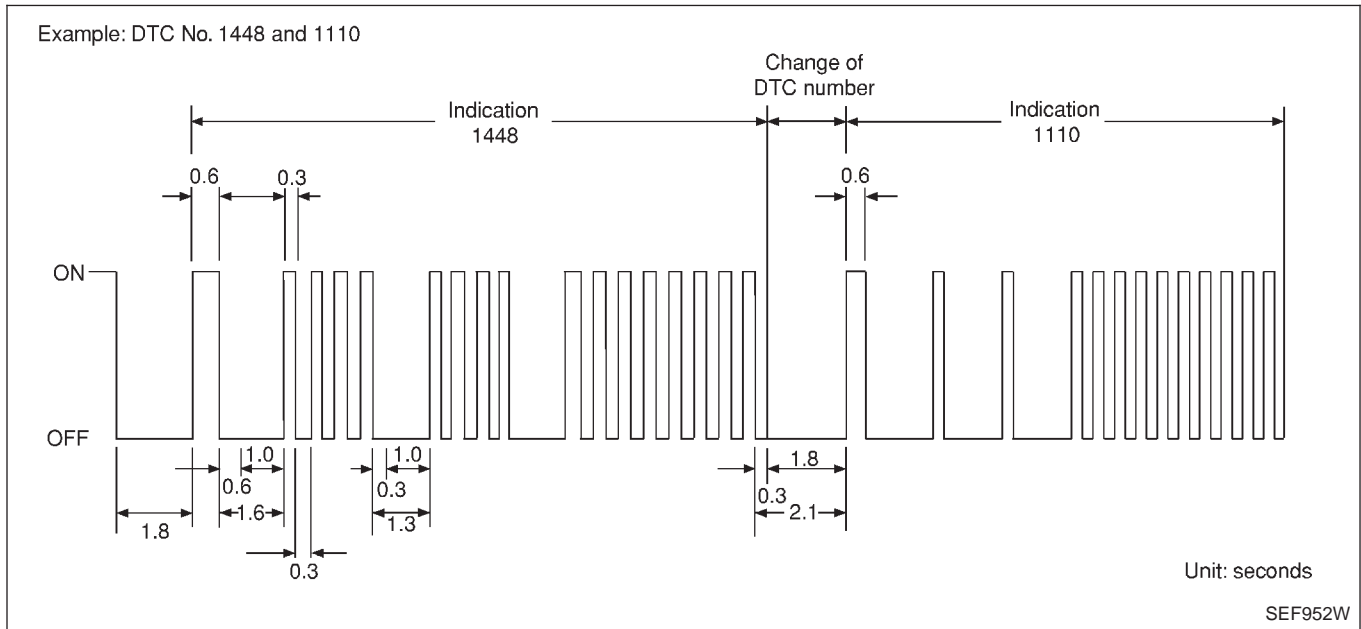 Example: DTC No. 1448 and 1110
Change of
DTC number
Indication
1448
Indication
1110
0.6
0.3
0.6
ON
OFF
1.0
1.0
1.8
0.6
0.3
0.3
1.8
1.6
1.3
2.1
0.3
Unit: seconds
SEF952W